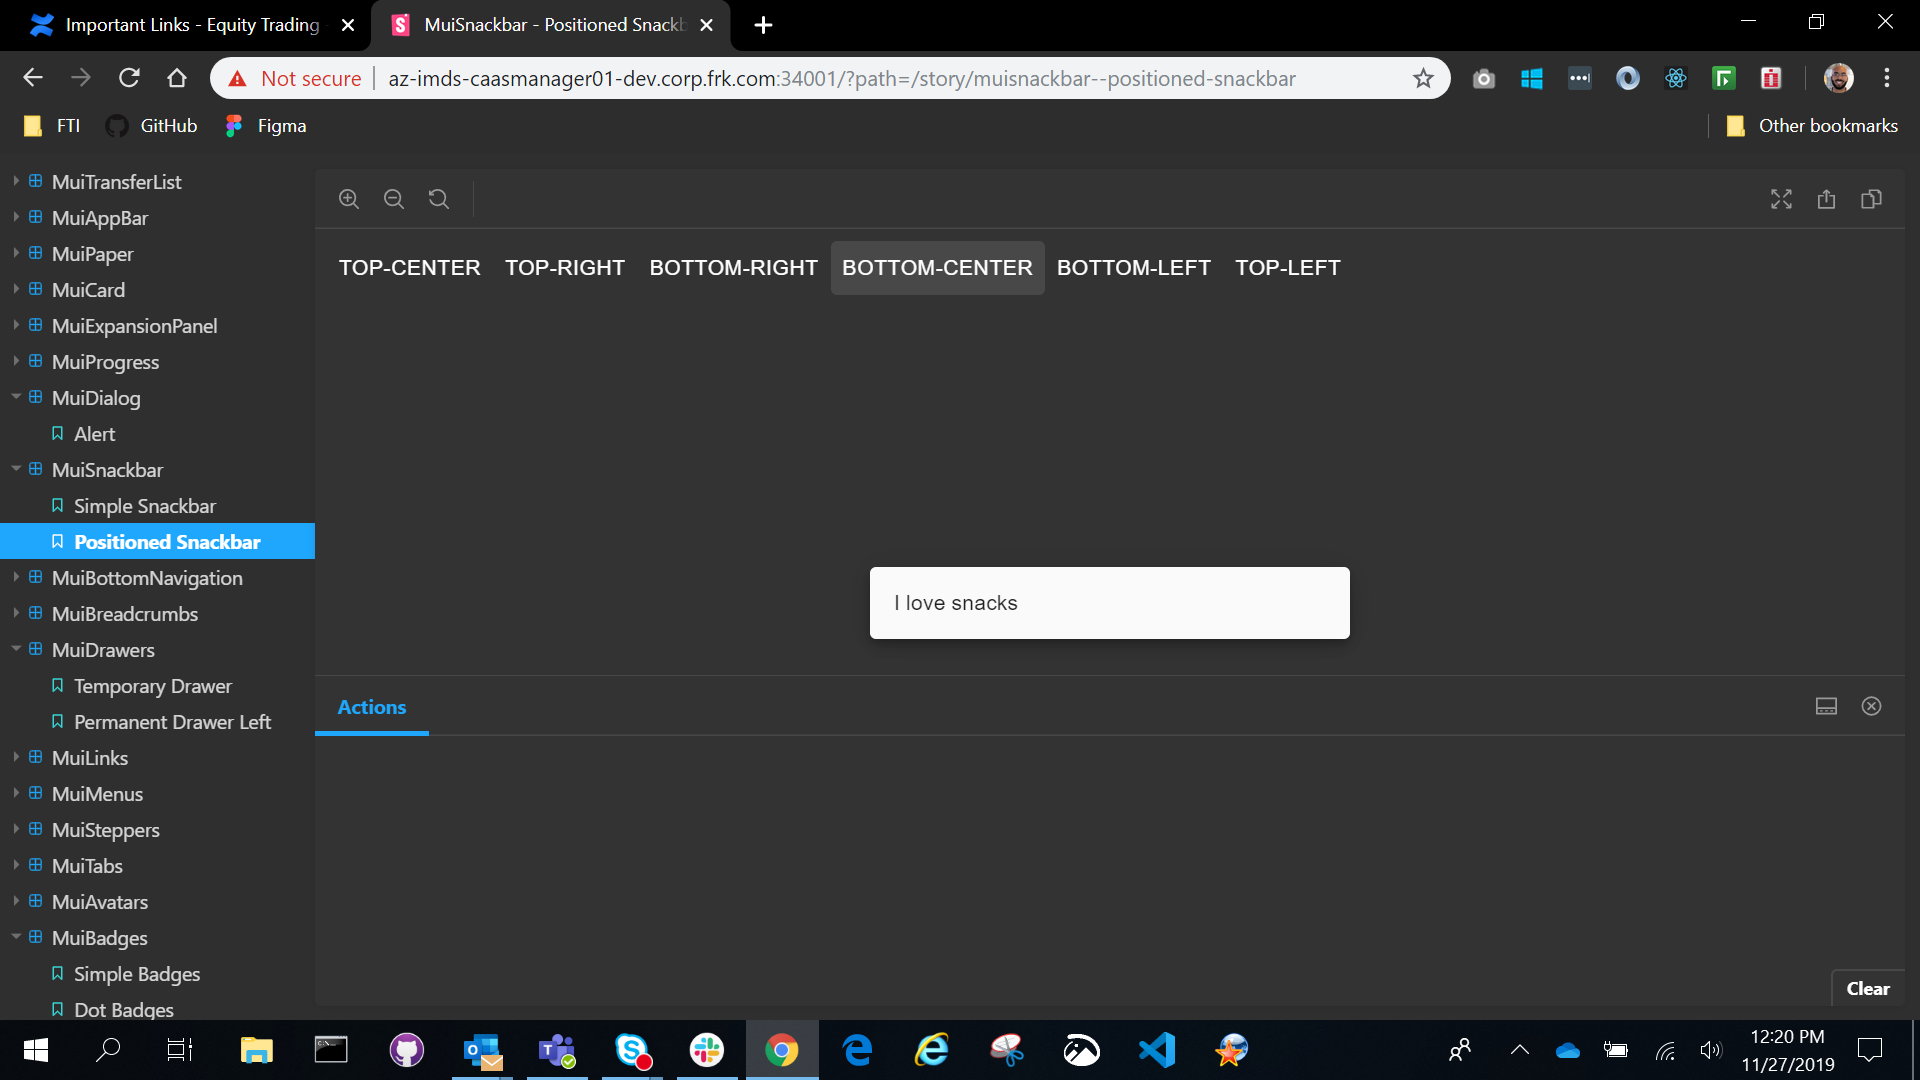 Important Links - Equity Trading
MuiSnackbar - Positioned Snackb
Not secure
az-imds-caasmanager01-dev.corp.frk.com:34001/?path=/story/muisnackbar--positioned-snackbar
FTI
GitHub
Figma
Other bookmarks
MuiTransferList
MuiAppBar
MuiPaper
MuiCard
MuiExpansionPanel
MuiProgress
MuiDialog
Alert
MuiSnackbar
Simple Snackbar
Positioned Snackbar
MuiBottomNavigation
MuiBreadcrumbs
MuiDrawers
Temporary Drawer
Permanent Drawer Left
MuiLinks
MuiMenus
MuiSteppers
MuiTabs
MuiAvatars
MuiBadges
Simple Badges
Dot Badges
TOP-CENTER TOP-RIGHT BOTTOM-RIGHT BOTTOM-CENTER BOTTOM-LEFT TOP-LEFT
I love snacks
Actions
Clear
12:20 PM
11/27/2019